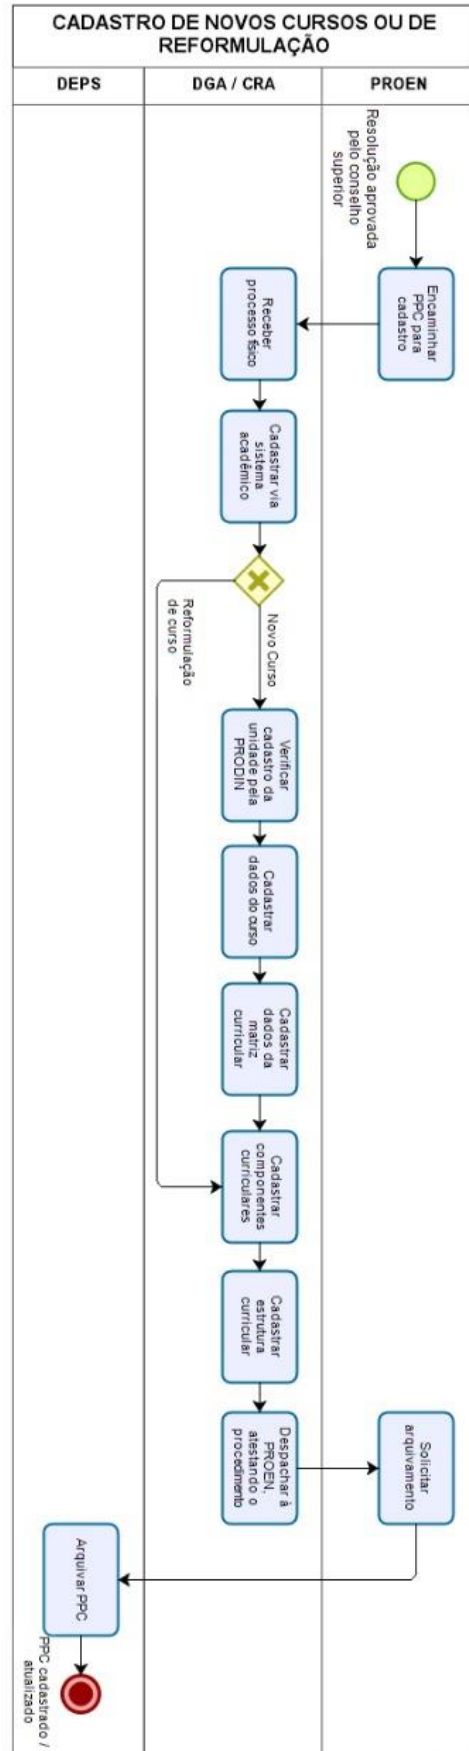 CADASTRO DE NOVOS CURSOS OU DE
REFORMULAÇÃO
DEPS
DGA / CRA
PROEN
Resolução aprovada
pelo conselho
superior
Encaminhar
PPC para
cadastro
Receber
processo físico
Cadastrar via
sistema
acadêmico
Novo Curso
Reformulação
de curso
Verificar
cadastro da
unidade pela
PRODIN
Cadastrar
dados do curso
Cadastrar
dados da
matriz
curricular
Cadastrar
componentes
curriculares
Cadastrar
estrutura
curricular
Despachar à
PROEN,
atestando o
procedimento
Solicitar
arquivamento
Arquivar PPC
PPC cadastrado /
atualizado